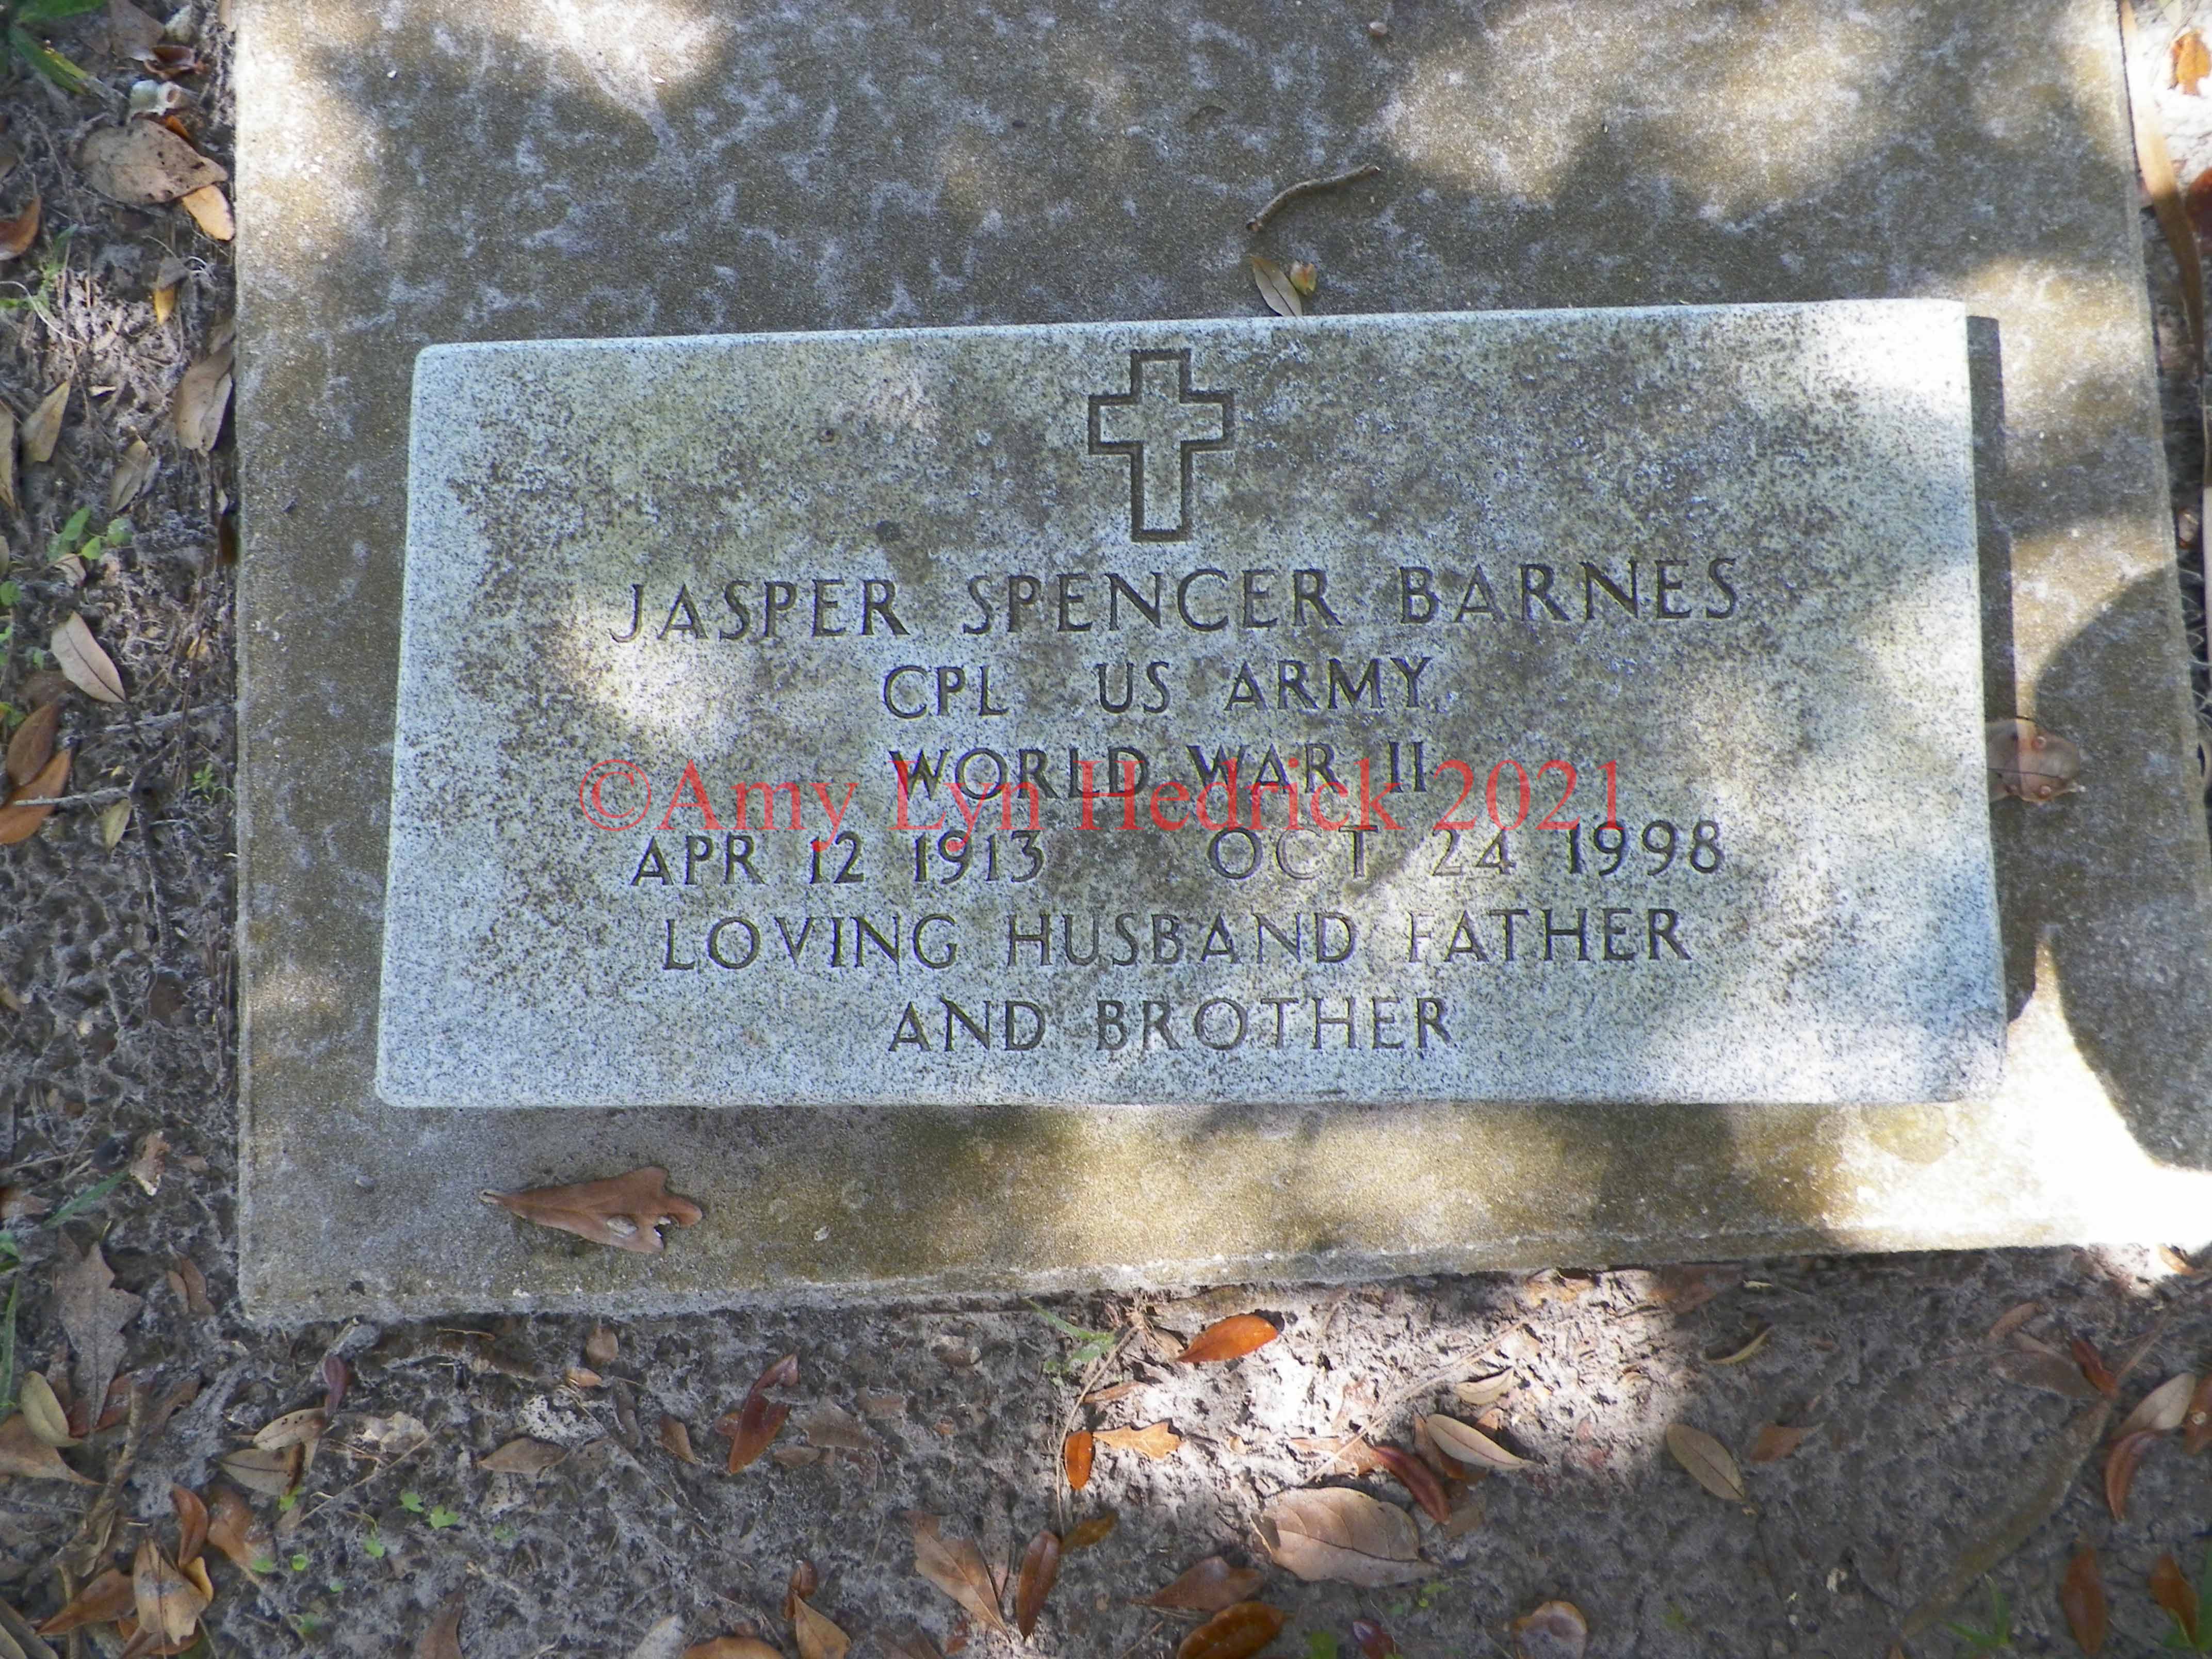 JASPER SPENCER BARNES
CPL US ARMY
WORLD WAR II
©Amy Lyn Hedrick 2021
APR 12 1913 OCT 24 1998
LOVING HUSBAND FATHER
AND BROTHER